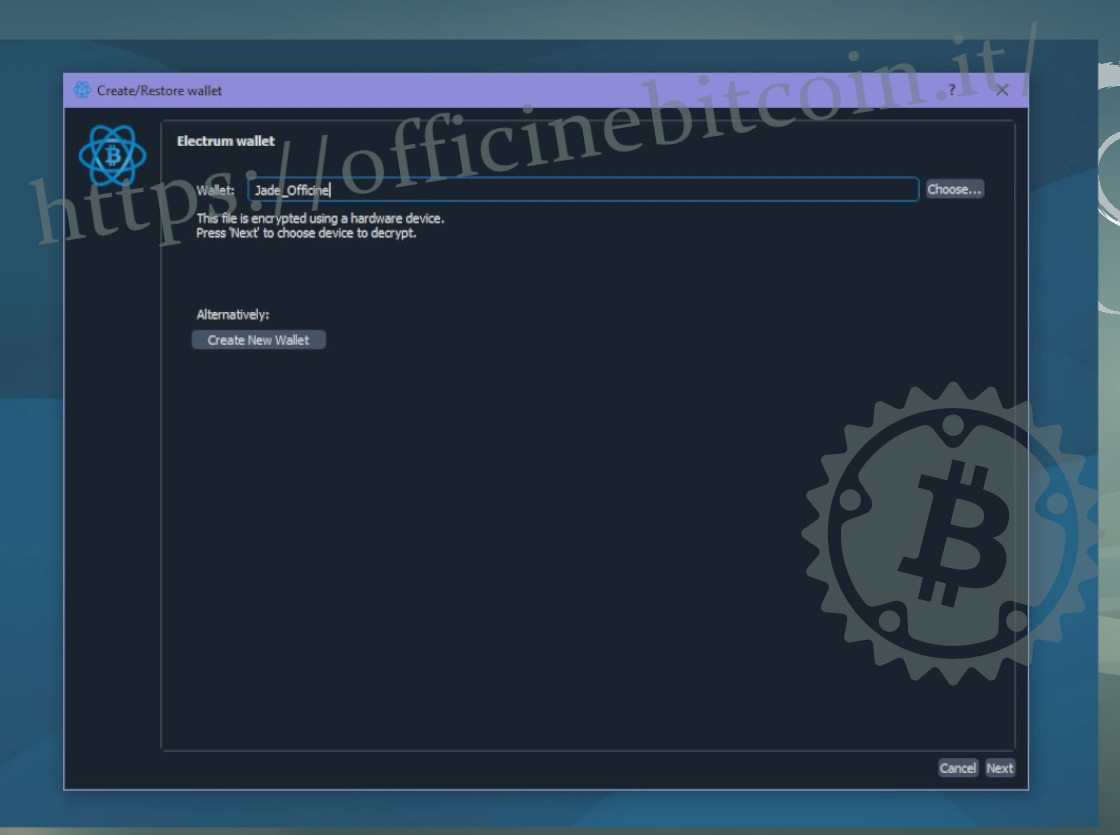 Create/Restore wallet
https://officinebitcoin.it/
Electrum wallet
Wallet: Jade_Officine Choose...
This file is encrypted using a hardware device.
Press 'Next' to choose device to decrypt.
Alternatively:
Create New Wallet
Cancel Next